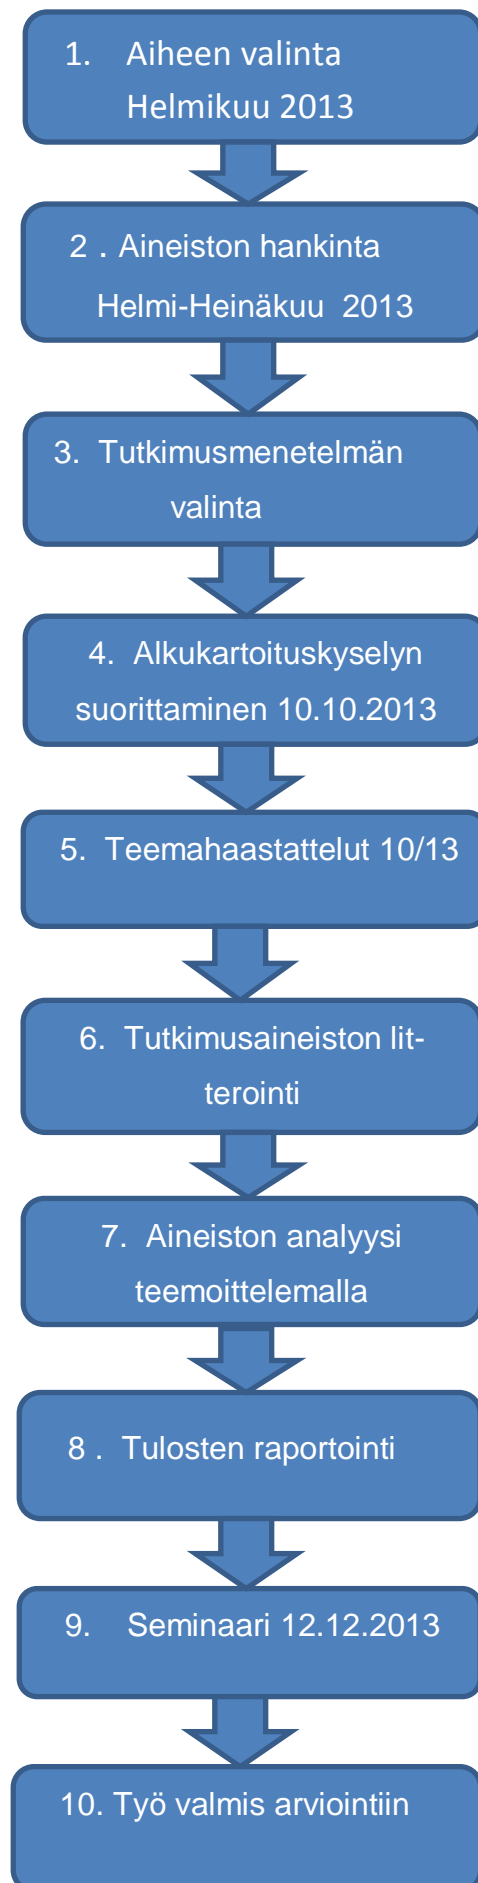 1. Aiheen valinta
Helmikuu 2013
2 . Aineiston hankinta
Helmi-Heinäkuu 2013
3. Tutkimusmenetelmän
valinta
4. Alkukartoituskyselyn
suorittaminen 10.10.2013
5. Teemahaastattelut 10/13
6. Tutkimusaineiston lit-
terointi
7. Aineiston analyysi
teemoittelemalla
8 . Tulosten raportointi
9. Seminaari 12.12.2013
10. Työ valmis arviointiin